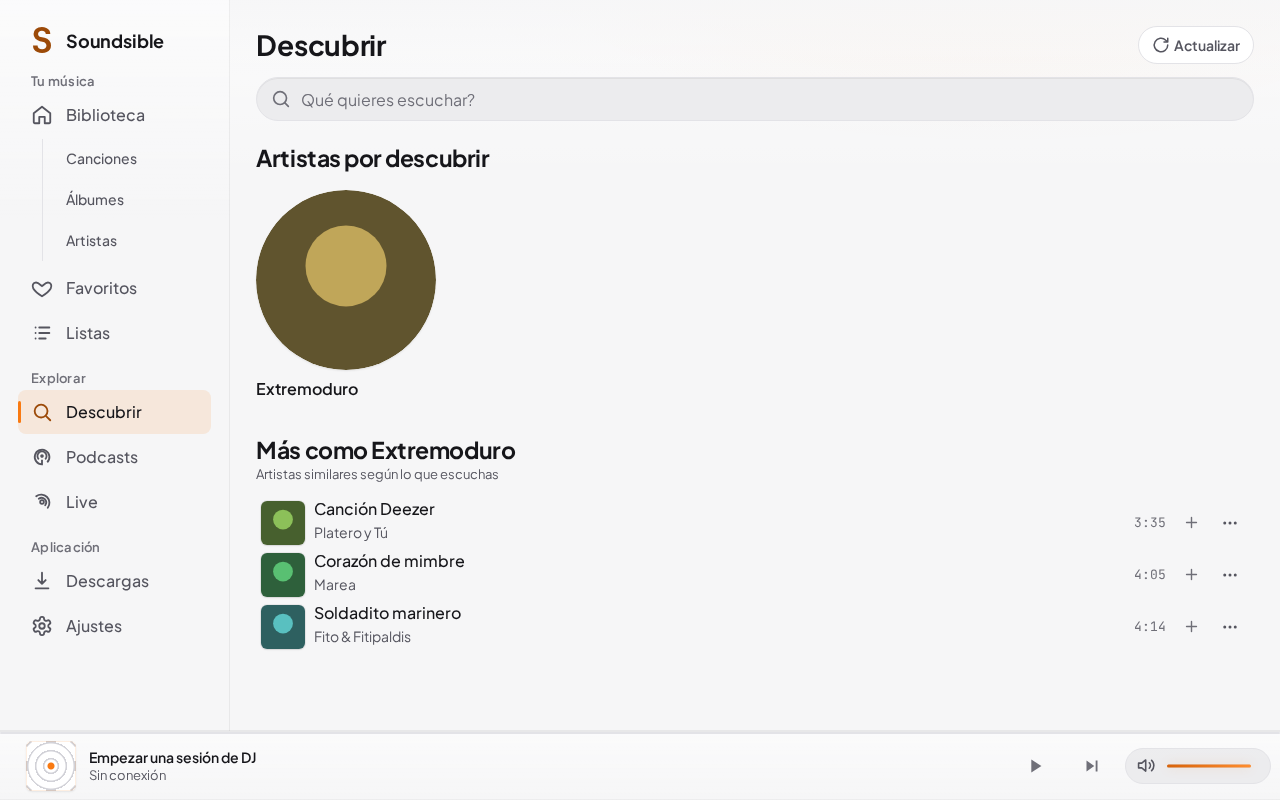 S Soundsible
Tu música
Biblioteca
Canciones
Álbumes
Artistas
Favoritos
Listas
Explorar
Descubrir
Podcasts
Live
Aplicación
Descargas
Ajustes
Descubrir
Actualizar
Qué quieres escuchar?
Artistas por descubrir
Extremoduro
Más como Extremoduro
Artistas similares según lo que escuchas
Canción Deezer
Platero y Tú
3:35
Corazón de mimbre
Marea
4:05
Soldadito marinero
Fito & Fitipaldis
4:14
Empezar una sesión de DJ
Sin conexión